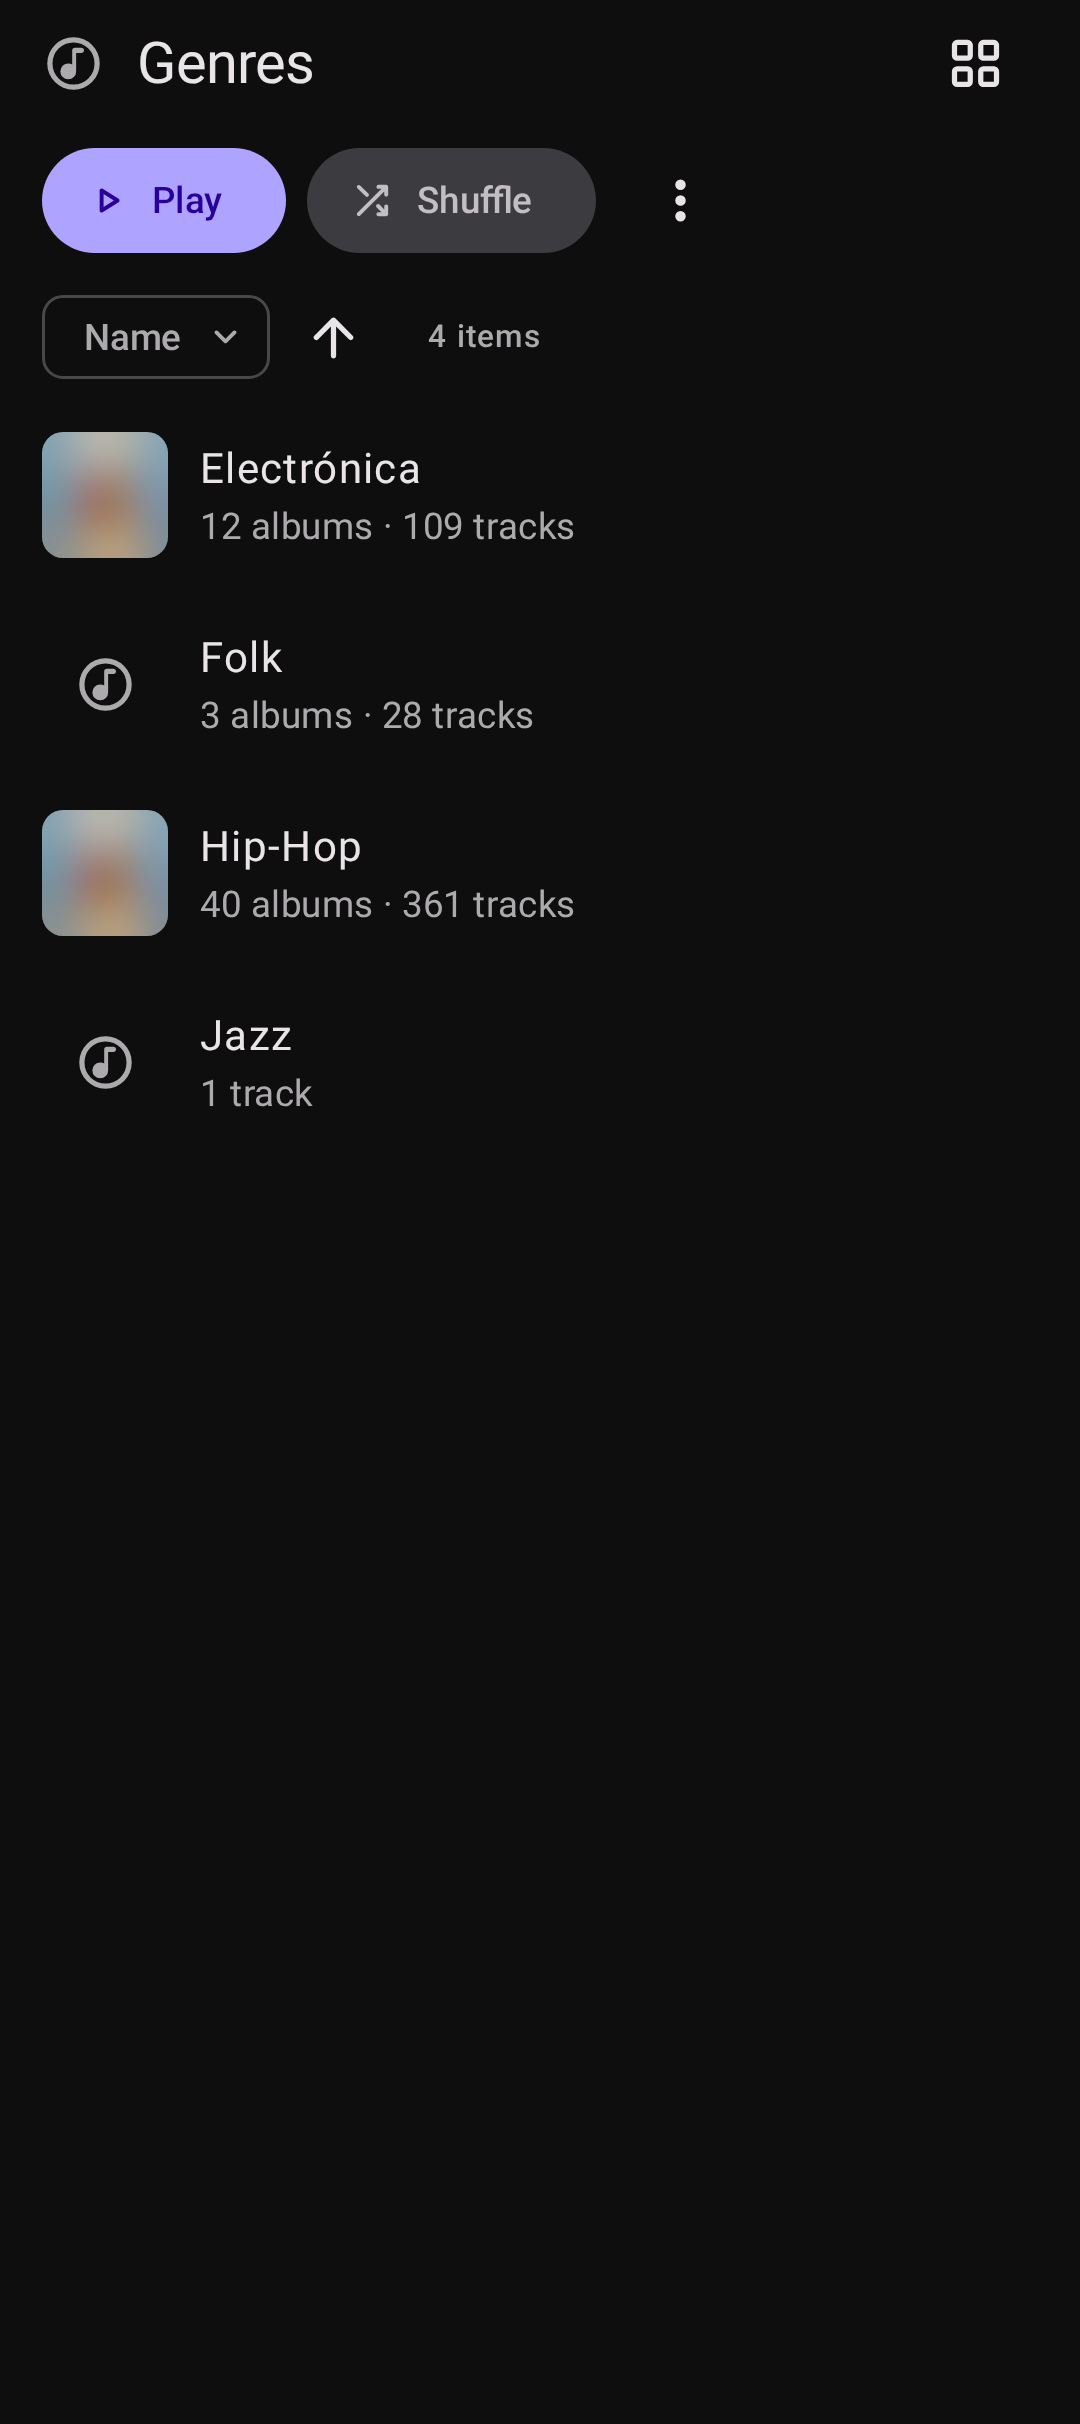 Genres
Play
Shuffle
Name
4 items
Electrónica
12 albums · 109 tracks
Folk
3 albums · 28 tracks
Hip-Hop
40 albums · 361 tracks
Jazz
1 track